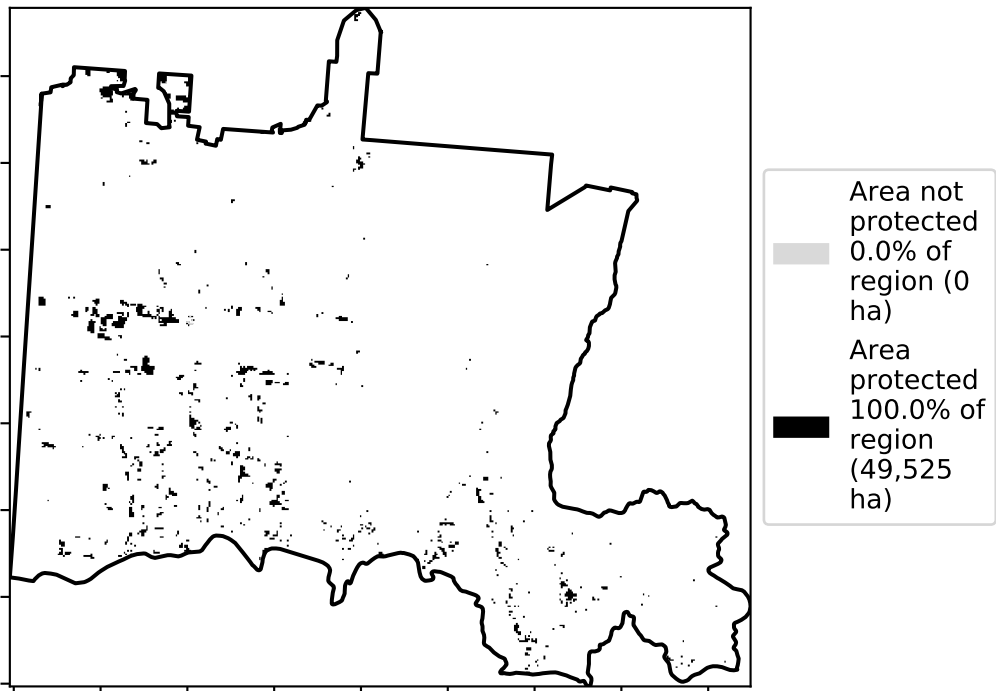 Area not
protected
0.0% of
region (0
ha)
Area
protected
100.0% of
region
(49,525
ha)